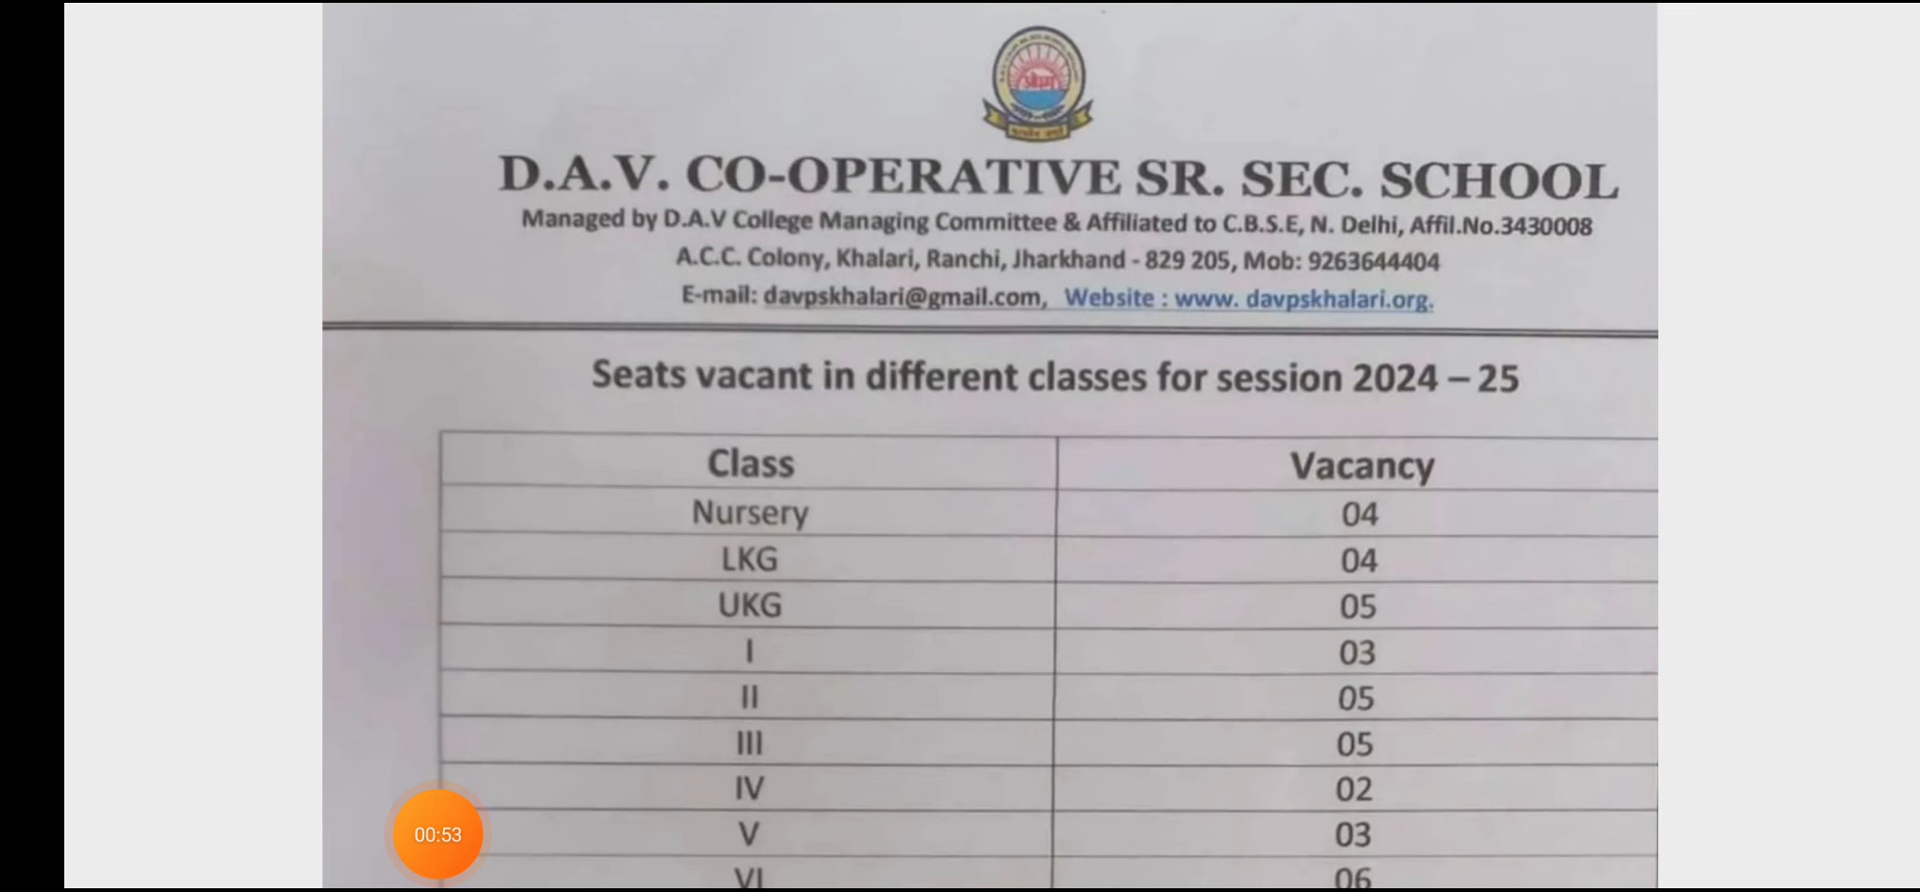 ओ३म्
D.A.V. CO-OPERATIVE SR. SEC. SCHOOL
Managed by D.A.V College Managing Committee & Affiliated to C.B.S.E, N. Delhi, Affil.No.3430008
A.C.C. Colony, Khalari, Ranchi, Jharkhand - 829 205, Mob: 9263644404
E-mail: davpskhalari@gmail.com, Website : www. davpskhalari.org.
Seats vacant in different classes for session 2024 – 25
Class Vacancy
Nursery 04
LKG 04
UKG 05
I 03
II 05
III 05
IV 02
V 03
VI 06
00:53